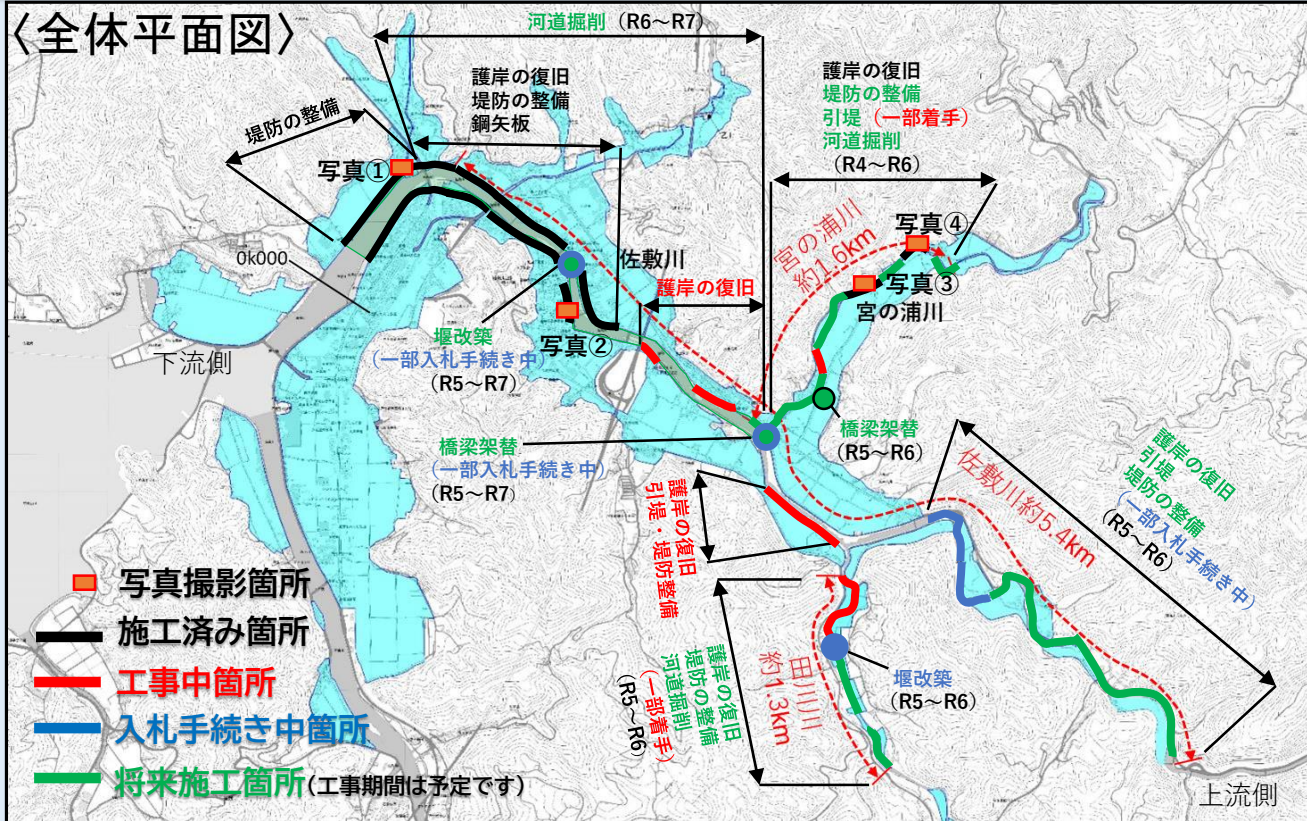 〈全体平面図〉
河道掘削（R6～R7）
護岸の復旧
堤防の整備
鋼矢板
堤防の整備
写真①
0k000
下流側
佐敷川
写真②
堰改築
（一部入札手続き中）
（R5～R7）
護岸の復旧
橋梁架替
（一部入札手続き中）
（R5～R7）
護岸の復旧
堤防の整備
引堤（一部着手）
河道掘削
（R4～R6）
宮の浦川
約1.6km
写真④
写真③
宮の浦川
橋梁架替
（R5～R6）
護岸の復旧
引堤
堤防の整備
（一部入札手続き中）
（R5～R6）
佐敷川約5.4km
護岸の復旧
引堤・堤防整備
護岸の復旧
堤防の整備
河道掘削
（一部着手）
（R5～R6）
田川川
約1.3km
堰改築
（R5～R6）
上流側
写真撮影箇所
施工済み箇所
工事中箇所
入札手続き中箇所
将来施工箇所（工事期間は予定です）